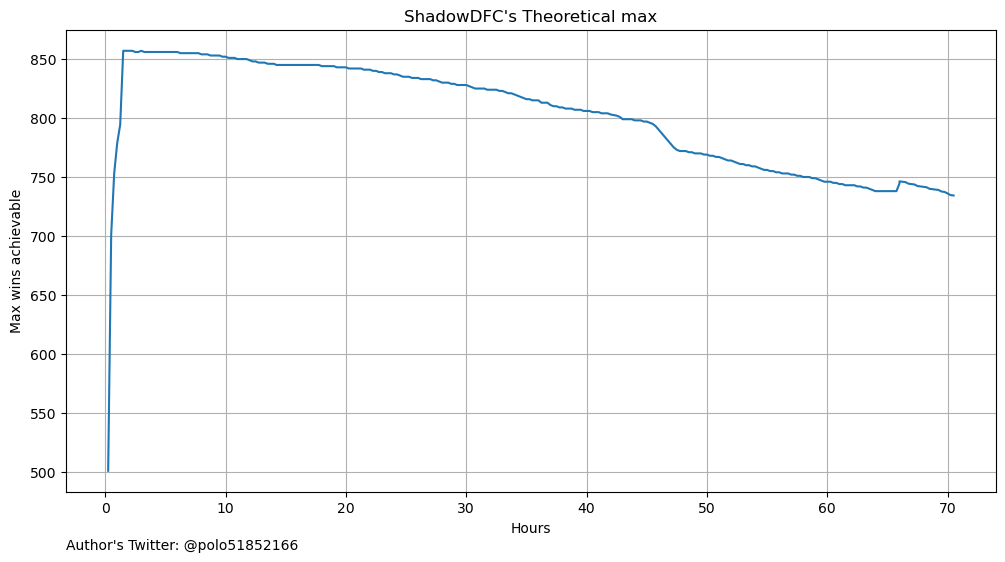 ShadowDFC's Theoretical max
Max wins achievable
850
800
750
700
650
600
550
500
0 10 20 30 40 50 60 70
Hours
Author's Twitter: @polo51852166